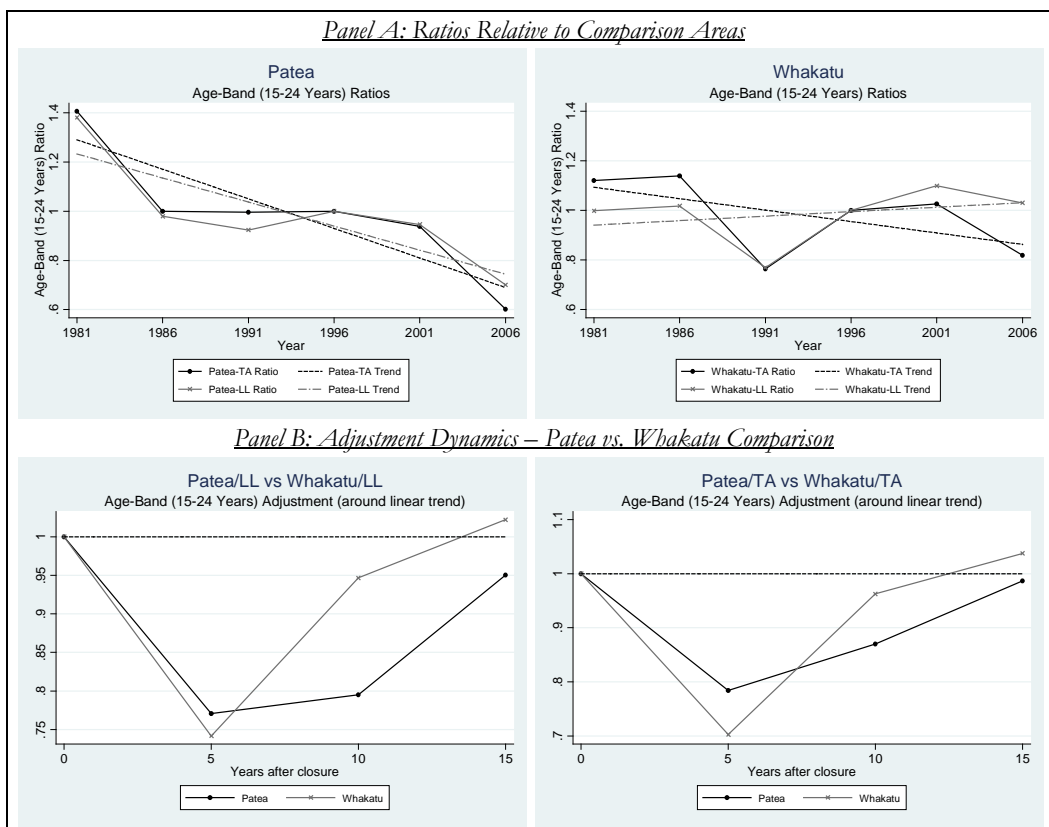 Panel A: Ratios Relative to Comparison Areas
Patea
Age-Band (15-24 Years) Ratios
Age-Band (15-24 Years) Ratio
1.4
1.2
1
.8
.6
1981 1986 1991 1996 2001 2006
Year
Patea-TA Ratio Patea-TA Trend
Patea-LL Ratio Patea-LL Trend
Whakatu
Age-Band (15-24 Years) Ratios
Age-Band (15-24 Years) Ratio
1.4
1.2
1
.8
.6
1981 1986 1991 1996 2001 2006
Year
Whakatu-TA Ratio Whakatu-TA Trend
Whakatu-LL Ratio Whakatu-LL Trend
Panel B: Adjustment Dynamics – Patea vs. Whakatu Comparison
Patea/LL vs Whakatu/LL
Age-Band (15-24 Years) Adjustment (around linear trend)
1
.95
.9
.85
.8
.75
0 5 10 15
Years after closure
Patea Whakatu
Patea/TA vs Whakatu/TA
Age-Band (15-24 Years) Adjustment (around linear trend)
1.1
1
.9
.8
.7
0 5 10 15
Years after closure
Patea Whakatu